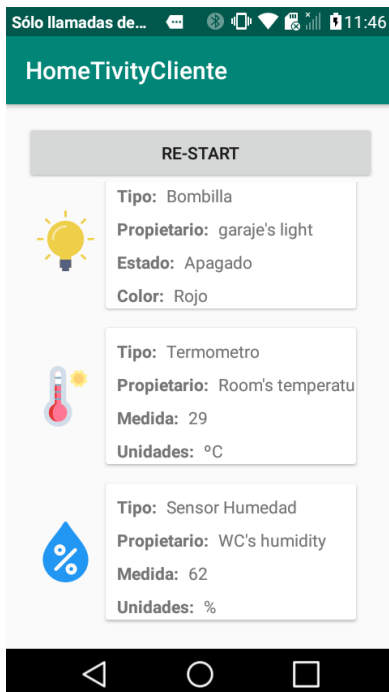 Sólo llamadas de... 11:46
HomeTivityCliente
RE-START
Tipo: Bombilla
Propietario: garaje's light
Estado: Apagado
Color: Rojo
Tipo: Termometro
Propietario: Room's temperatu
Medida: 29
Unidades: ºC
Tipo: Sensor Humedad
Propietario: WC's humidity
Medida: 62
Unidades: %